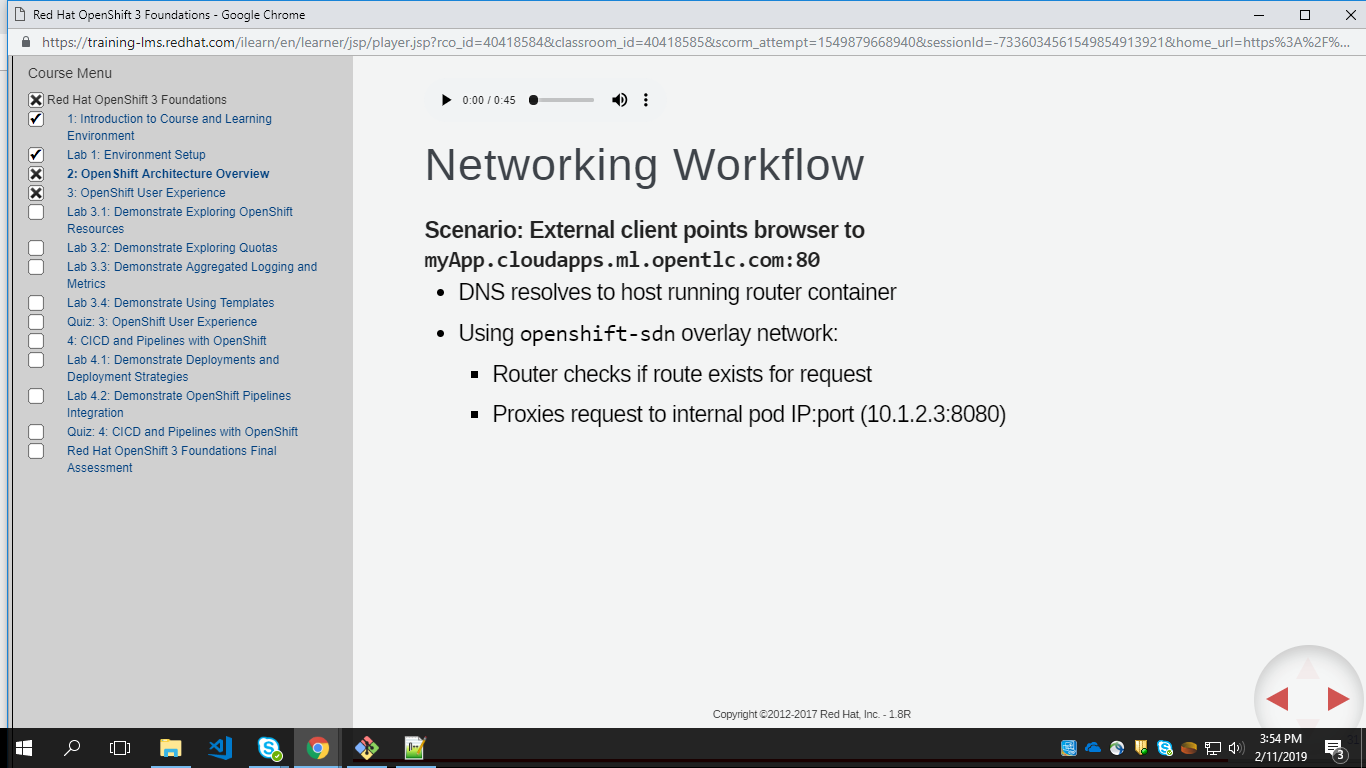 Red Hat OpenShift 3 Foundations - Google Chrome
https://training-lms.redhat.com/ilearn/en/learner/jsp/player.jsp?rco_id=40418584&classroom_id=40418585&scorm_attempt=1549879668940&sessionId=-7336034561549854913921&home_url=https%3A%2F%...
Course Menu
Red Hat OpenShift 3 Foundations
1: Introduction to Course and Learning
Environment
Lab 1: Environment Setup
2: OpenShift Architecture Overview
3: OpenShift User Experience
Lab 3.1: Demonstrate Exploring OpenShift
Resources
Lab 3.2: Demonstrate Exploring Quotas
Lab 3.3: Demonstrate Aggregated Logging and
Metrics
Lab 3.4: Demonstrate Using Templates
Quiz: 3: OpenShift User Experience
4: CICD and Pipelines with OpenShift
Lab 4.1: Demonstrate Deployments and
Deployment Strategies
Lab 4.2: Demonstrate OpenShift Pipelines
Integration
Quiz: 4: CICD and Pipelines with OpenShift
Red Hat OpenShift 3 Foundations Final
Assessment
0:00 / 0:45
Networking Workflow
Scenario: External client points browser to
myApp.cloudapps.ml.opentlc.com:80
• DNS resolves to host running router container
• Using openshift-sdn overlay network:
▪ Router checks if route exists for request
▪ Proxies request to internal pod IP:port (10.1.2.3:8080)
Copyright ©2012-2017 Red Hat, Inc. - 1.8R
3:54 PM
2/11/2019
3